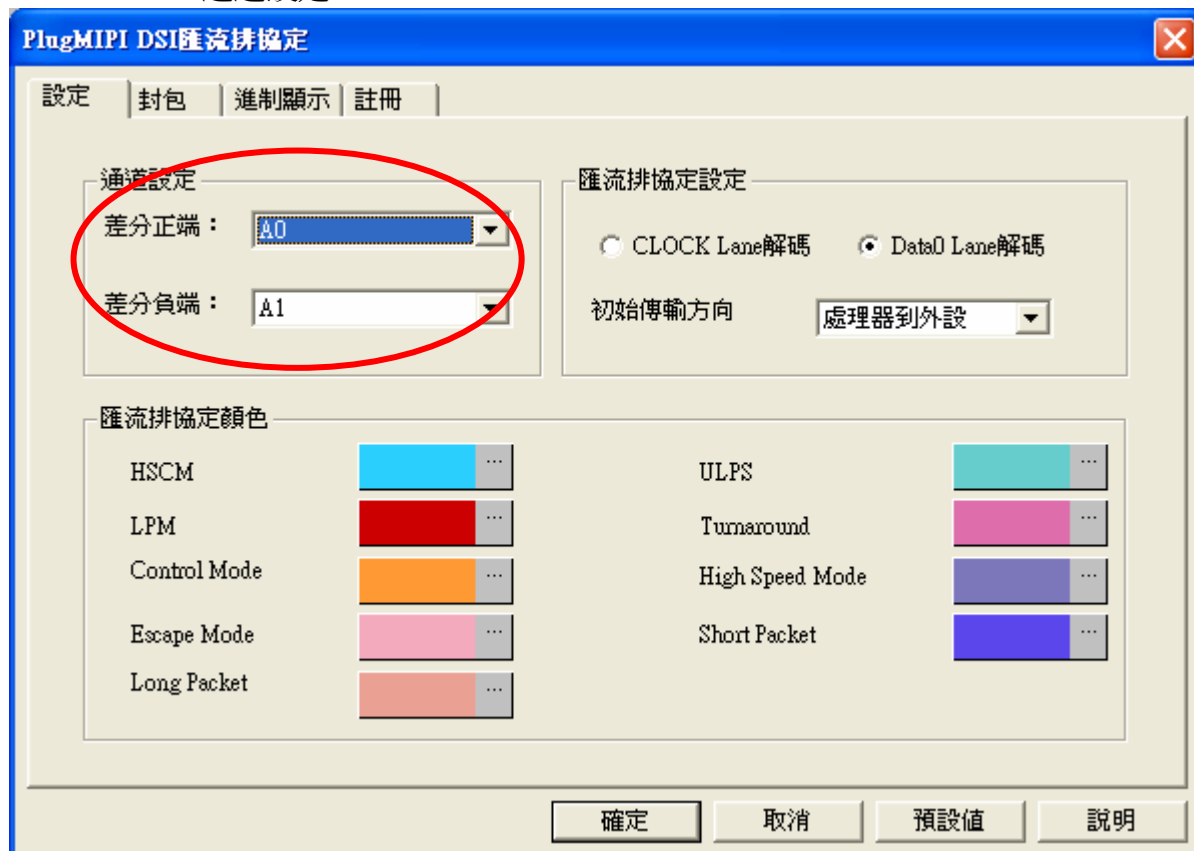 PlugMIPI DSI匯流排協定
設定 封包 進制顯示 註冊
通道設定
差分正端： A0
差分負端： A1
匯流排協定設定
CLOCK Lane解碼 Data0 Lane解碼
初始傳輸方向 處理器到外設
匯流排協定顏色
HSCM ... ULPS ...
LPM ... Turnaround ...
Control Mode ... High Speed Mode ...
Escape Mode ... Short Packet ...
Long Packet ...
確定 取消 預設值 說明